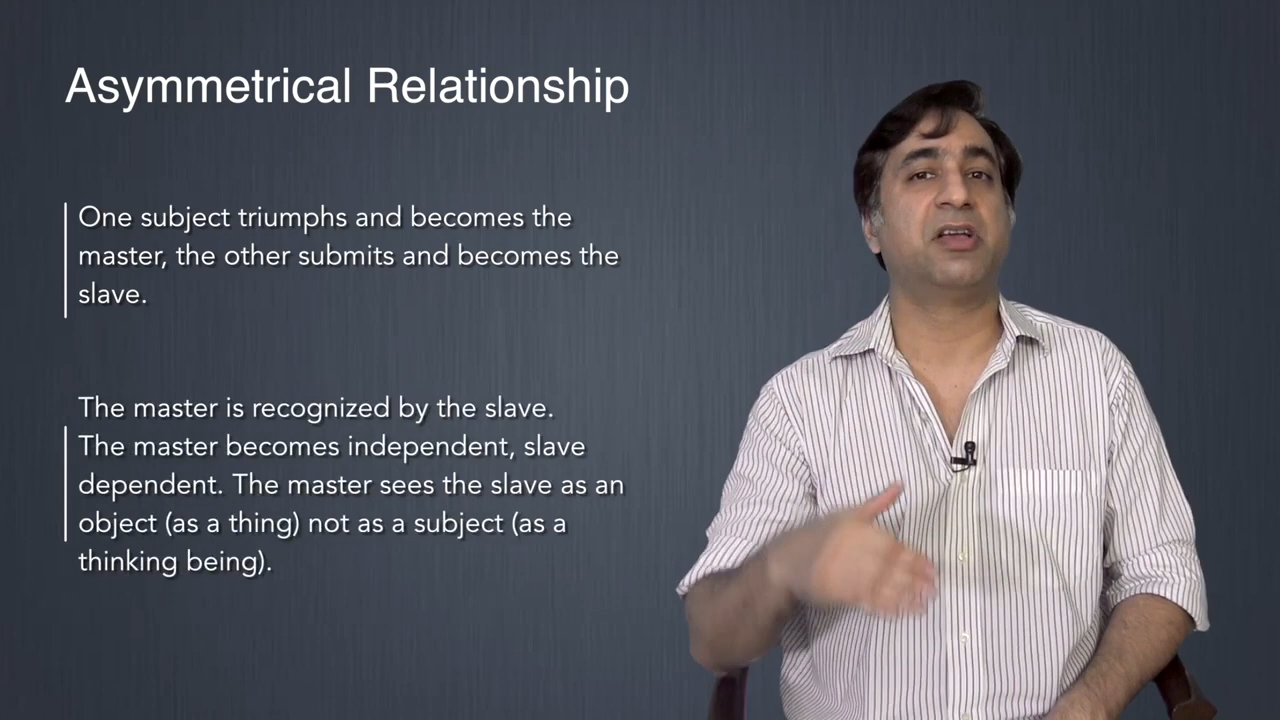 Asymmetrical Relationship
One subject triumphs and becomes the
master, the other submits and becomes the
slave.
The master is recognized by the slave.
The master becomes independent, slave
dependent. The master sees the slave as an
object (as a thing) not as a subject (as a
thinking being).